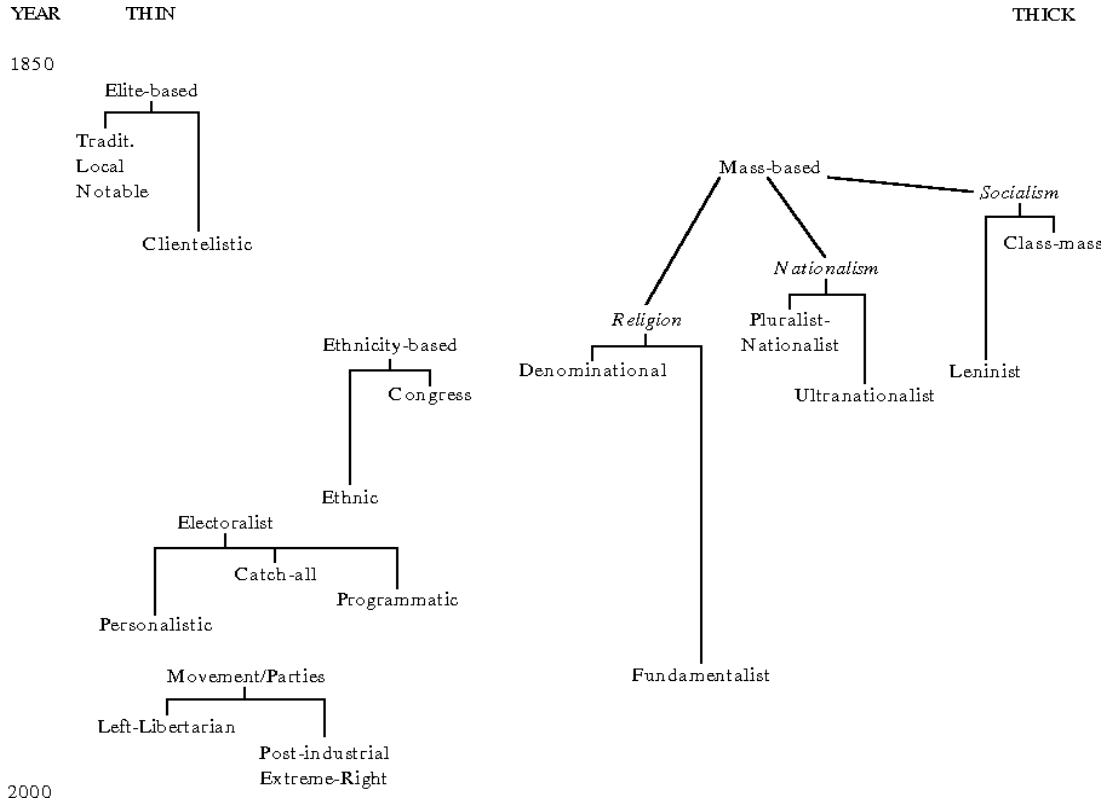 YEAR THIN THICK
1850
Elite-based
Tradit.
Local
Notable
Mass-based
Socialism
Clientelistic
Class-mass
Nationalism
Religion
Pluralist-
Nationalist
Ethnicity-based
Denominational
Leninist
Congress
Ultranationalist
Ethnic
Electoralist
Catch-all
Programmatic
Personalistic
Movement/Parties
Fundamentalist
Left-Libertarian
Post-industrial
Extreme-Right
2000